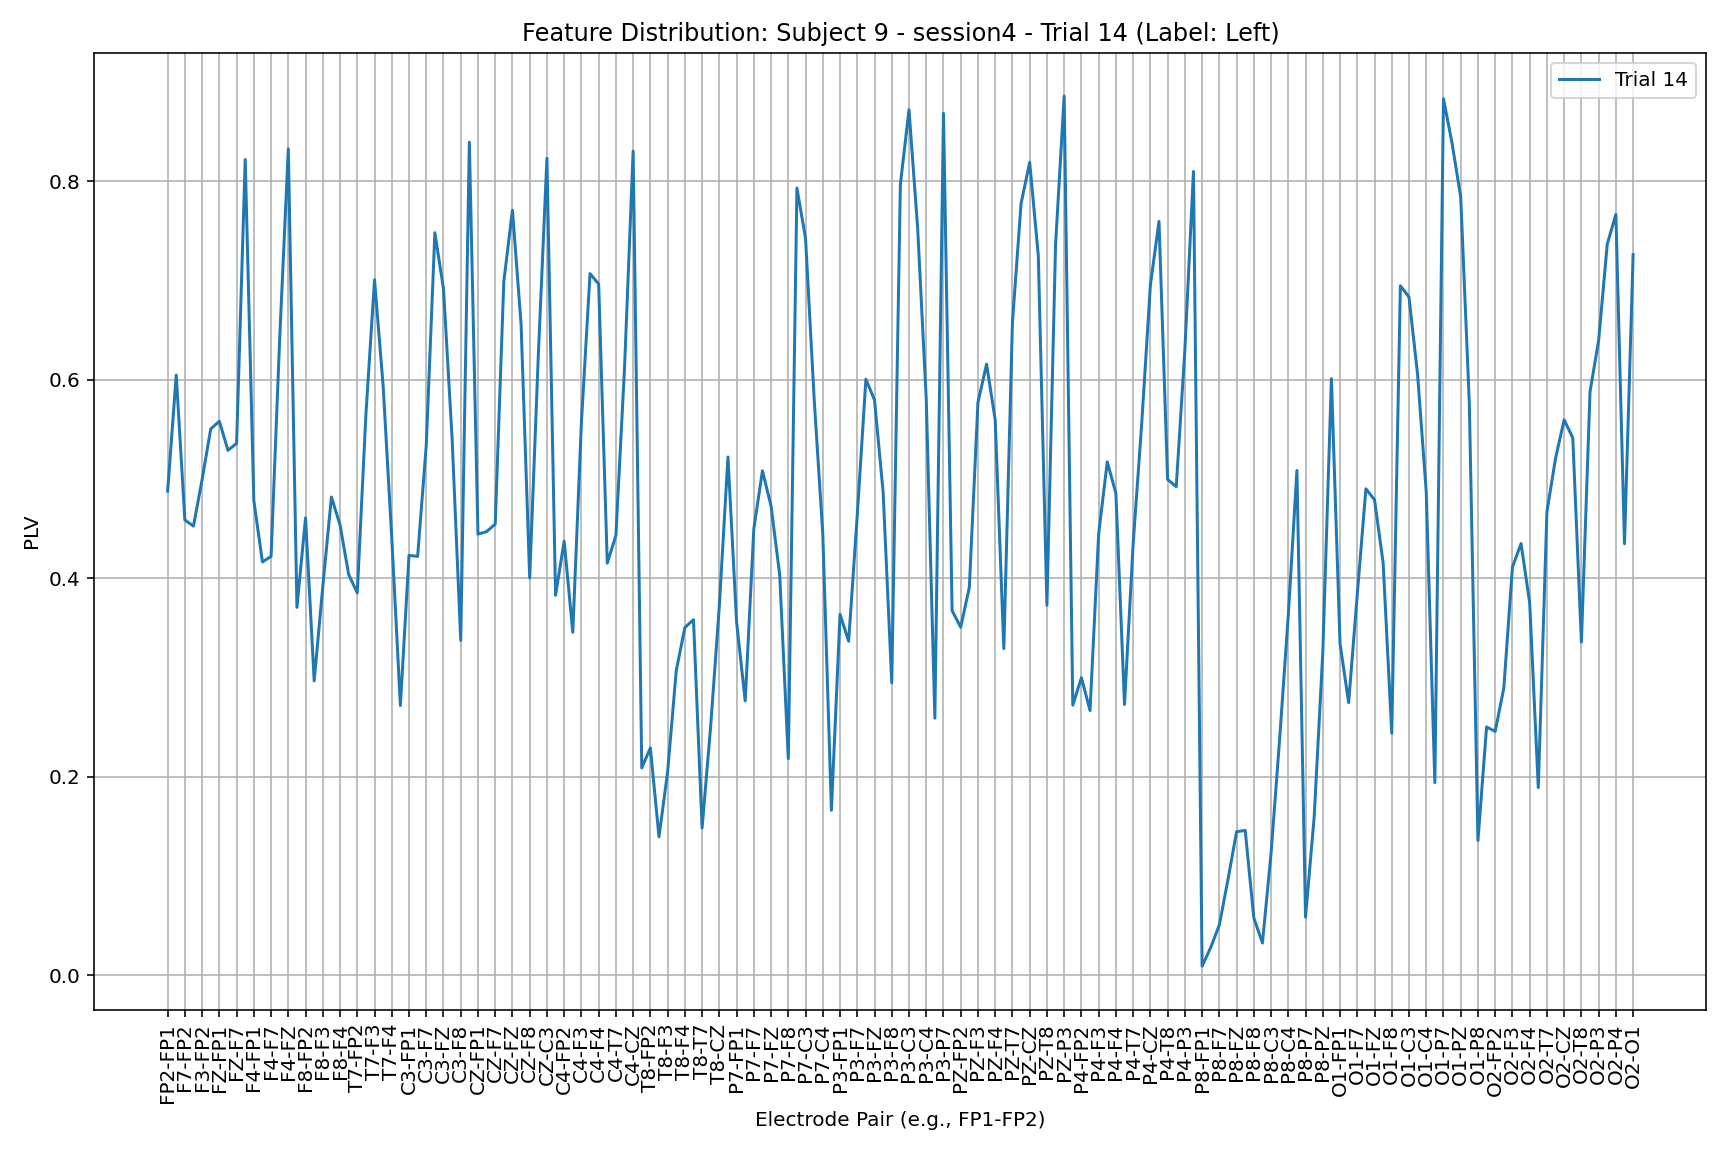 Feature Distribution: Subject 9 - session4 - Trial 14 (Label: Left)
Trial 14
PLV
0.8
0.6
0.4
0.2
0.0
FP2-FP1
F7-FP2
F3-FP2
FZ-FP1
FZ-F7
F4-FP1
F4-F7
F4-FZ
F8-FP2
F8-F3
F8-F4
T7-FP2
T7-F3
T7-F4
C3-FP1
C3-F7
C3-FZ
C3-F8
CZ-FP1
CZ-F7
CZ-FZ
CZ-F8
CZ-C3
C4-FP2
C4-F3
C4-F4
C4-T7
C4-CZ
T8-FP2
T8-F3
T8-F4
T8-T7
T8-CZ
P7-FP1
P7-F7
P7-FZ
P7-F8
P7-C3
P7-C4
P3-FP1
P3-F7
P3-FZ
P3-F8
P3-C3
P3-C4
P3-P7
PZ-FP2
PZ-F3
PZ-F4
PZ-T7
PZ-CZ
PZ-T8
PZ-P3
P4-FP2
P4-F3
P4-F4
P4-T7
P4-CZ
P4-T8
P4-P3
P8-FP1
P8-F7
P8-FZ
P8-F8
P8-C3
P8-C4
P8-P7
P8-PZ
O1-FP1
O1-F7
O1-FZ
O1-F8
O1-C3
O1-C4
O1-P7
O1-PZ
O1-P8
O2-FP2
O2-F3
O2-F4
O2-T7
O2-CZ
O2-T8
O2-P3
O2-P4
O2-O1
Electrode Pair (e.g., FP1-FP2)